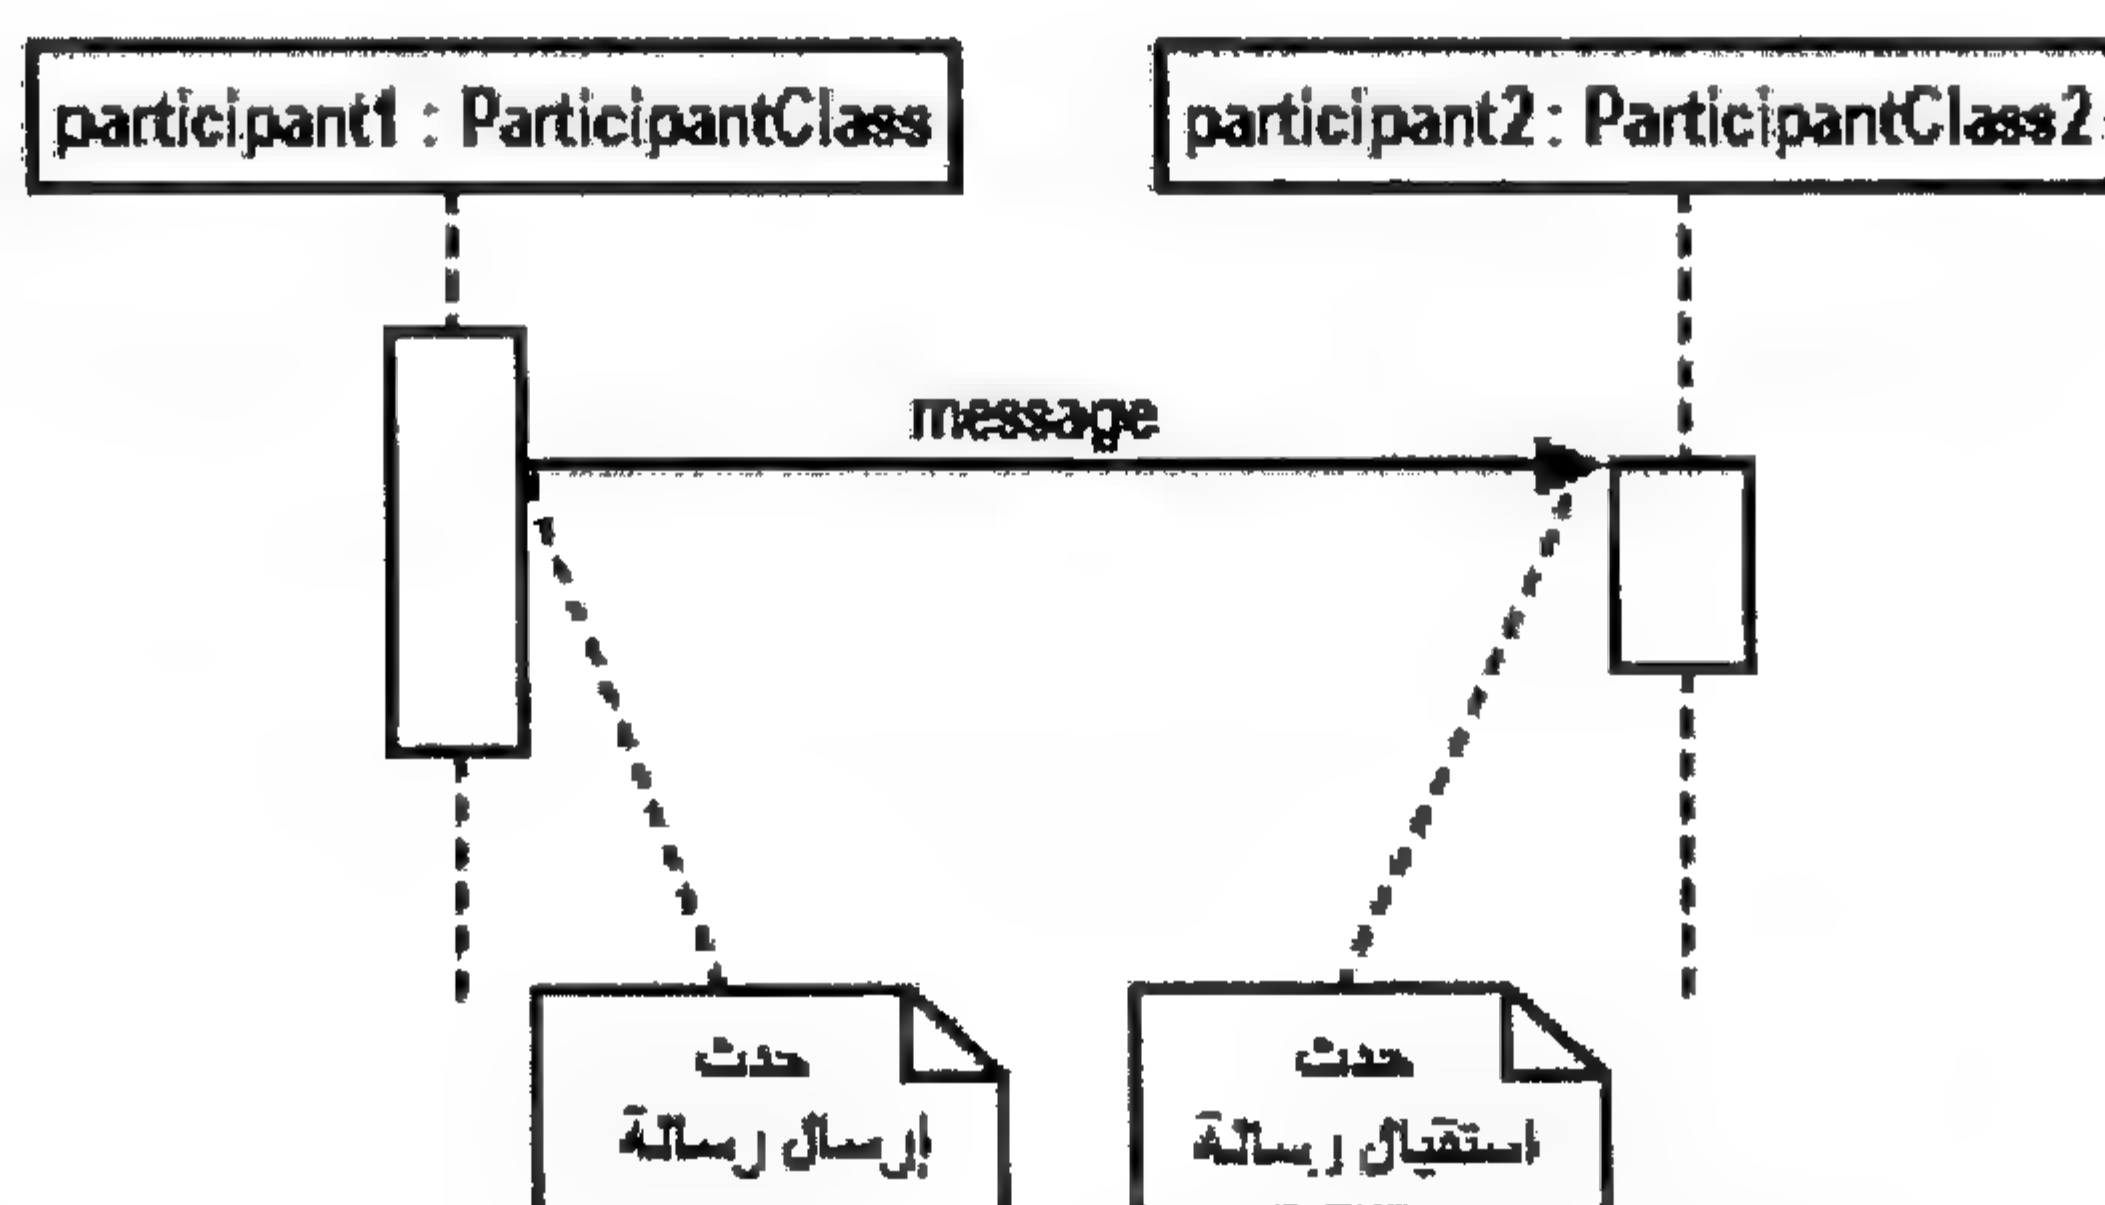 participant1 : ParticipantClass
participant2 : ParticipantClass2
message
حدث
إرسال رسالة
حدث
استقبال رسالة